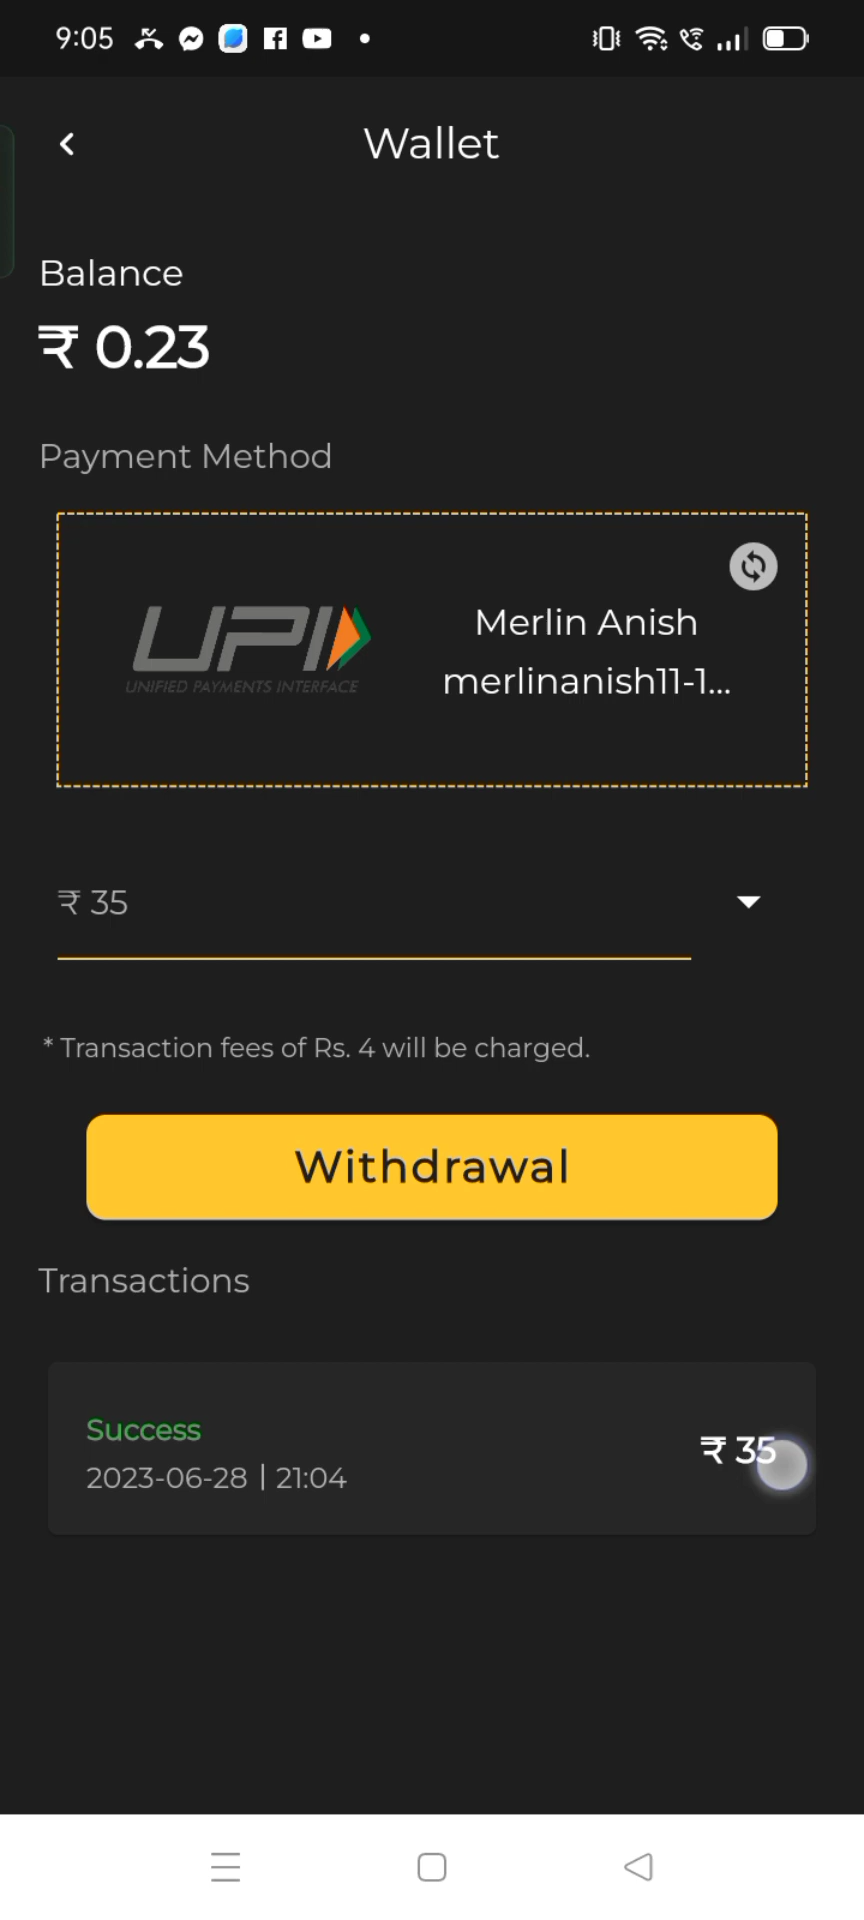 9:05
Wallet
Balance
₹ 0.23
Payment Method
UPI
UNIFIED PAYMENTS INTERFACE
Merlin Anish
merlinanish11-1...
₹ 35
* Transaction fees of Rs. 4 will be charged.
Withdrawal
Transactions
Success
₹ 35
2023-06-28 | 21:04